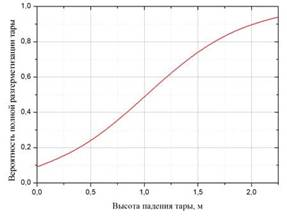 Вероятность полной разгерметизации тары
1,0
0,8
0,6
0,4
0,2
0,0
0,0 0,5 1,0 1,5 2,0
Высота падения тары, м